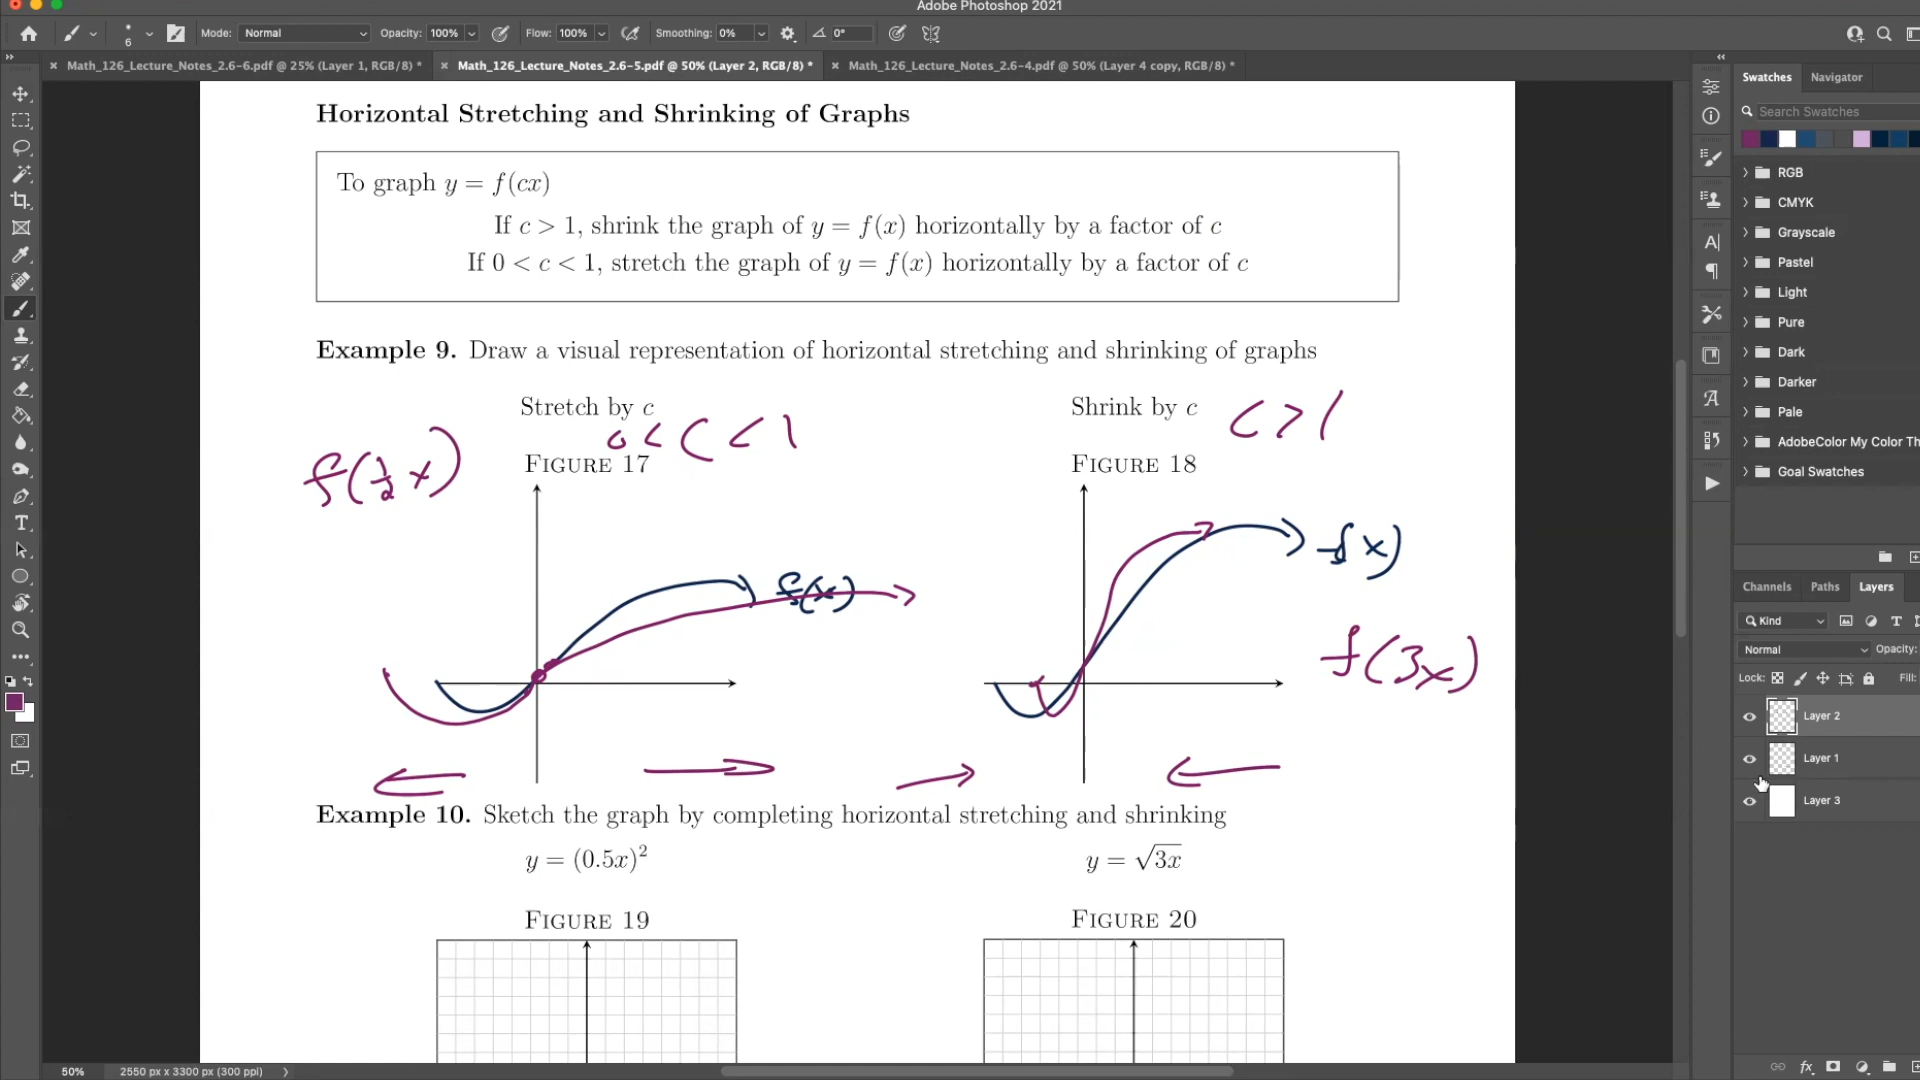 Adobe Photoshop 2021
6 Mode: Normal Opacity: 100% Flow: 100% Smoothing: 0% 0°
Math_126_Lecture_Notes_2.6-6.pdf @ 25% (Layer 1, RGB/8) * Math_126_Lecture_Notes_2.6-5.pdf @ 50% (Layer 2, RGB/8) * Math_126_Lecture_Notes_2.6-4.pdf @ 50% (Layer 4 copy, RGB/8) *
Horizontal Stretching and Shrinking of Graphs
To graph y = f(cx)
If c > 1, shrink the graph of y = f(x) horizontally by a factor of c
If 0 < c < 1, stretch the graph of y = f(x) horizontally by a factor of c
Example 9. Draw a visual representation of horizontal stretching and shrinking of graphs
Stretch by c
0 < c < 1
Figure 17
f(1/2 x)
f(x)
Shrink by c
c > 1
Figure 18
f(x)
f(3x)
Example 10. Sketch the graph by completing horizontal stretching and shrinking
y = (0.5x)²
y = √3x
Figure 19
Figure 20
50% 2550 px x 3300 px (300 ppi)
Swatches Navigator
Search Swatches
RGB
CMYK
Grayscale
Pastel
Light
Pure
Dark
Darker
Pale
AdobeColor My Color Th
Goal Swatches
Channels Paths Layers
Kind
Normal Opacity:
Lock: Fill:
Layer 2
Layer 1
Layer 3